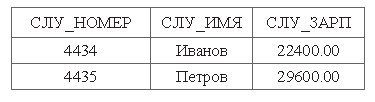 СЛУ_НОМЕР СЛУ_ИМЯ СЛУ_ЗАРП
4434 Иванов 22400.00
4435 Петров 29600.00